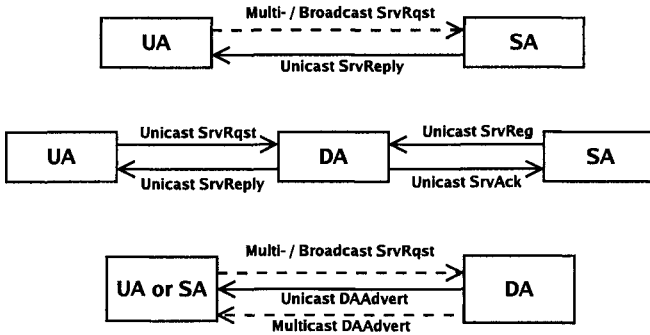 Multi- / Broadcast SrvRqst
UA
SA
Unicast SrvReply
Unicast SrvRqst
Unicast SrvReg
UA
DA
SA
Unicast SrvReply
Unicast SrvAck
Multi- / Broadcast SrvRqst
UA or SA
DA
Unicast DAAdvert
Multicast DAAdvert